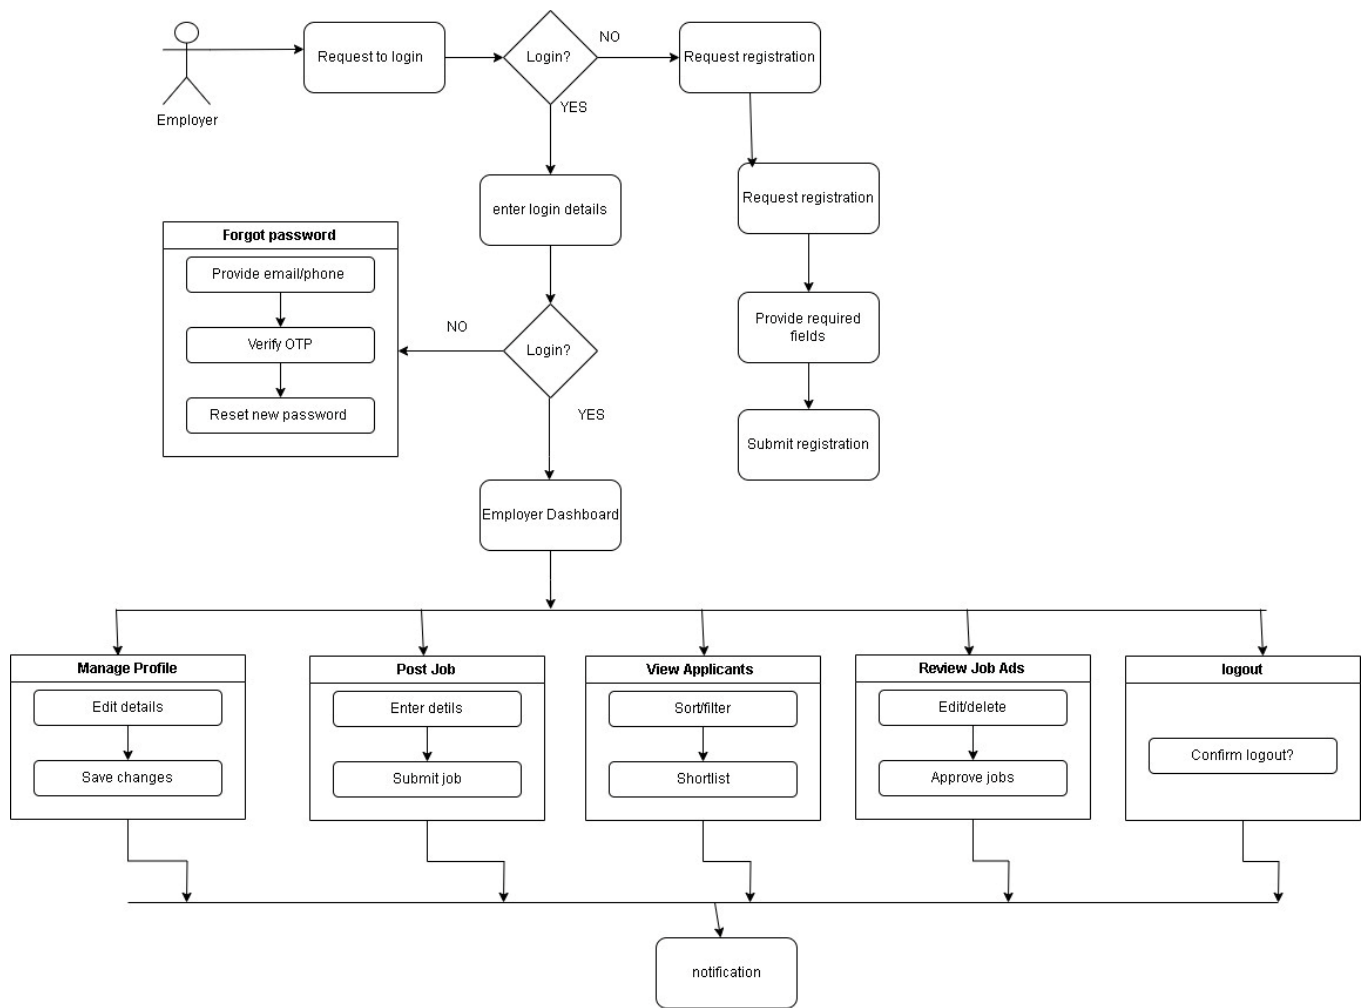 Request to login
Login?
NO
Request registration
Employer
YES
enter login details
Request registration
Forgot password
Provide email/phone
Verify OTP
Reset new password
NO
Login?
YES
Provide required
fields
Submit registration
Employer Dashboard
Manage Profile
Edit details
Save changes
Post Job
Enter detils
Submit job
View Applicants
Sort/filter
Shortlist
Review Job Ads
Edit/delete
Approve jobs
logout
Confirm logout?
notification